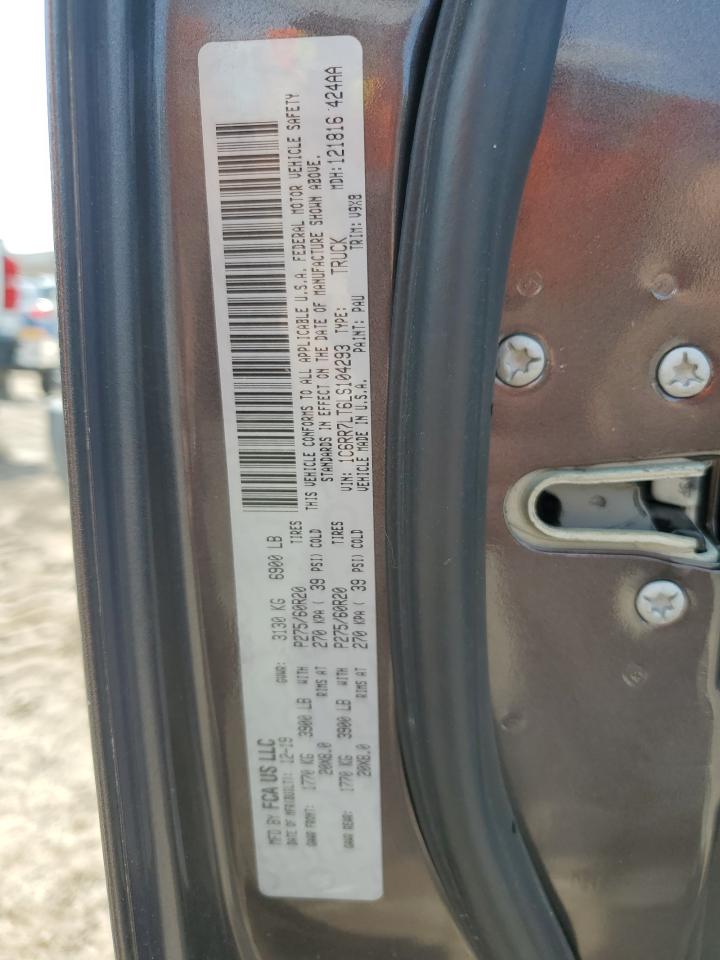 MFD BY FCA US LLC
DATE OF MFR(BUILT): 12-19 GVWR: 3130 KG 6900 LB
GAWR FRONT: 1770 KG 3900 LB WITH P275/60R20 TIRES
20X8.0 RIMS AT 270 KPA ( 39 PSI) COLD
GAWR REAR: 1770 KG 3900 LB WITH P275/60R20 TIRES
20X8.0 RIMS AT 270 KPA ( 39 PSI) COLD
THIS VEHICLE CONFORMS TO ALL APPLICABLE U.S.A. FEDERAL MOTOR VEHICLE SAFETY
STANDARDS IN EFFECT ON THE DATE OF MANUFACTURE SHOWN ABOVE.
VIN: 1C6RR7LT6LS104293 TYPE: TRUCK MDH: 121816 424AA
VEHICLE MADE IN U.S.A. PAINT: PAU TRIM: V9X8